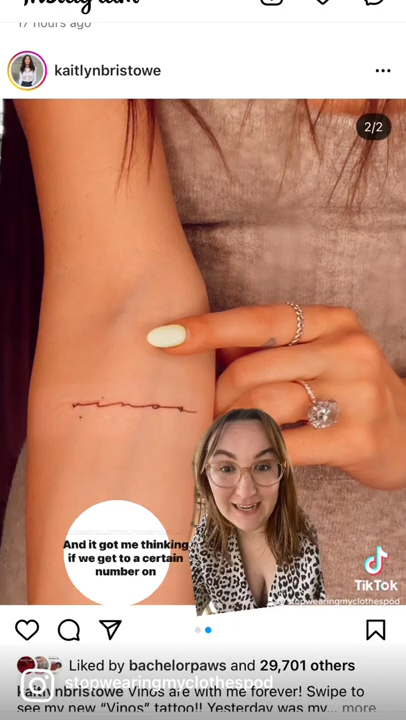 Instagram
17 hours ago
kaitlynbristowe
2/2
And it got me thinking
if we get to a certain
number on
TikTok
stopwearingmyclothespod
Liked by bachelorpaws and 29,701 others
stopwearingmyclothespod
kaitlynbristowe Vinos are with me forever! Swipe to
see my new “Vinos” tattoo!! Yesterday was my... more